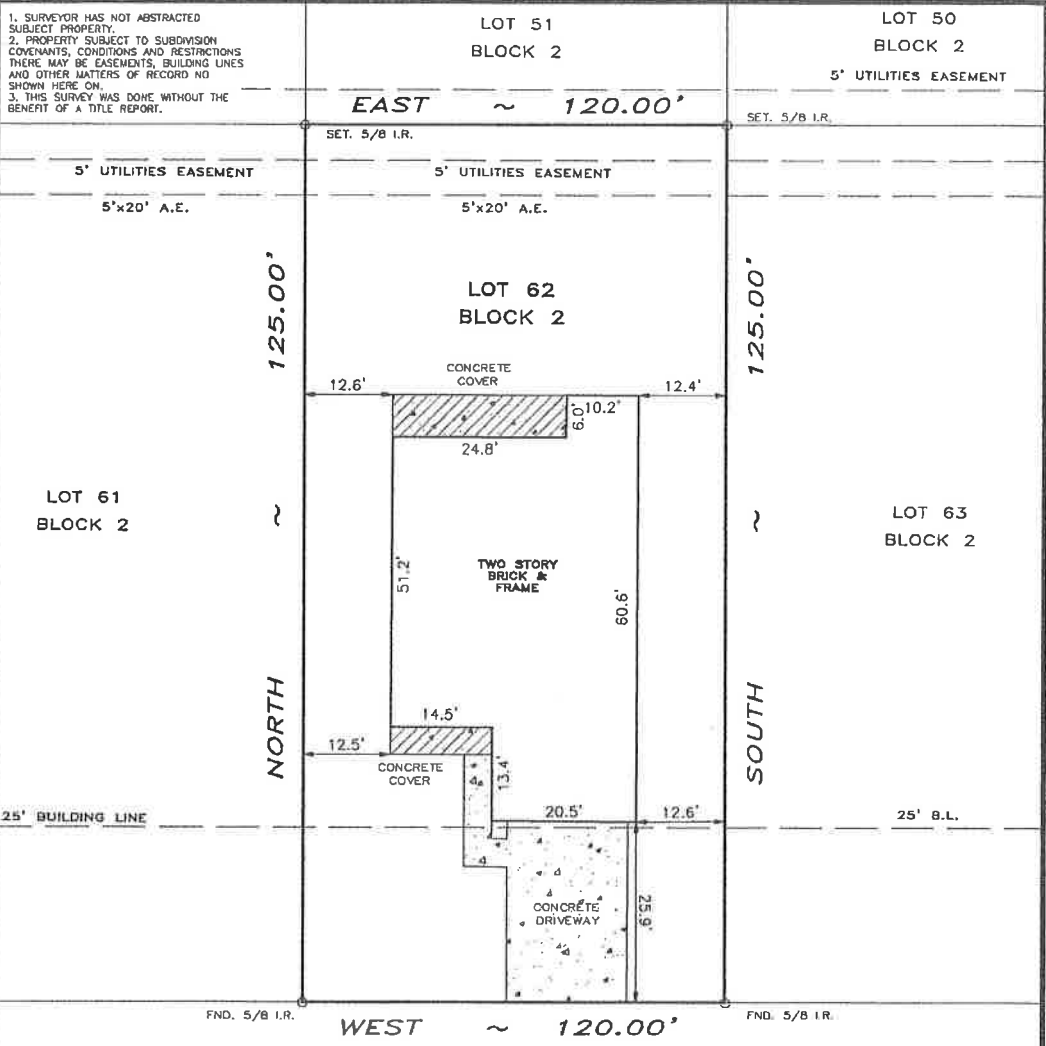 1. SURVEYOR HAS NOT ABSTRACTED
SUBJECT PROPERTY.
2. PROPERTY SUBJECT TO SUBDIVISION
COVENANTS, CONDITIONS AND RESTRICTIONS
THERE MAY BE EASEMENTS, BUILDING LINES
AND OTHER MATTERS OF RECORD NO
SHOWN HERE ON.
3. THIS SURVEY WAS DONE WITHOUT THE
BENEFIT OF A TITLE REPORT.
LOT 51
BLOCK 2
LOT 50
BLOCK 2
5' UTILITIES EASEMENT
EAST ~ 120.00'
SET. 5/8 I.R.
SET. 5/8 I.R.
5' UTILITIES EASEMENT
5' UTILITIES EASEMENT
5'x20' A.E.
5'x20' A.E.
125.00'
LOT 62
BLOCK 2
125.00'
CONCRETE
COVER
12.6'
12.4'
6.0'
10.2'
24.8'
LOT 61
BLOCK 2
~
~
LOT 63
BLOCK 2
TWO STORY
BRICK &
FRAME
51.2'
60.6'
NORTH
SOUTH
14.5'
12.5'
CONCRETE
COVER
13.4'
25' BUILDING LINE
20.5'
12.6'
25' B.L.
CONCRETE
DRIVEWAY
25.9'
FND. 5/8 I.R.
WEST ~ 120.00'
FND. 5/8 I.R.